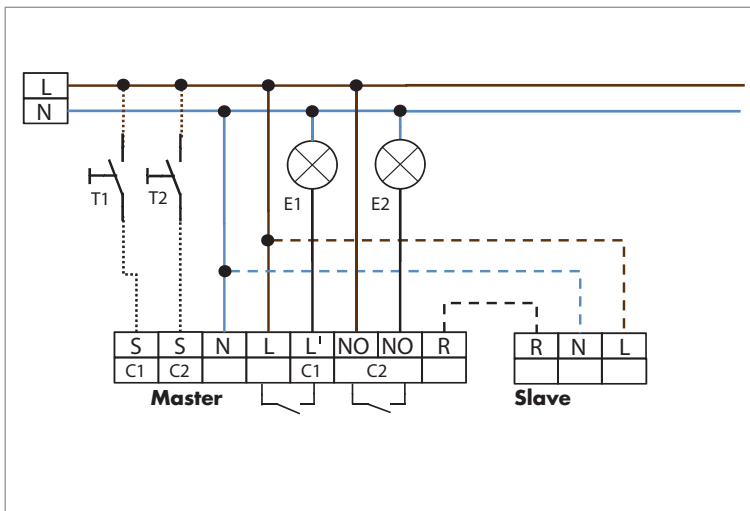 L
N
T1 T2 E1 E2
S S N L L' NO NO R R N L
C1 C2 C1 C2
Master Slave